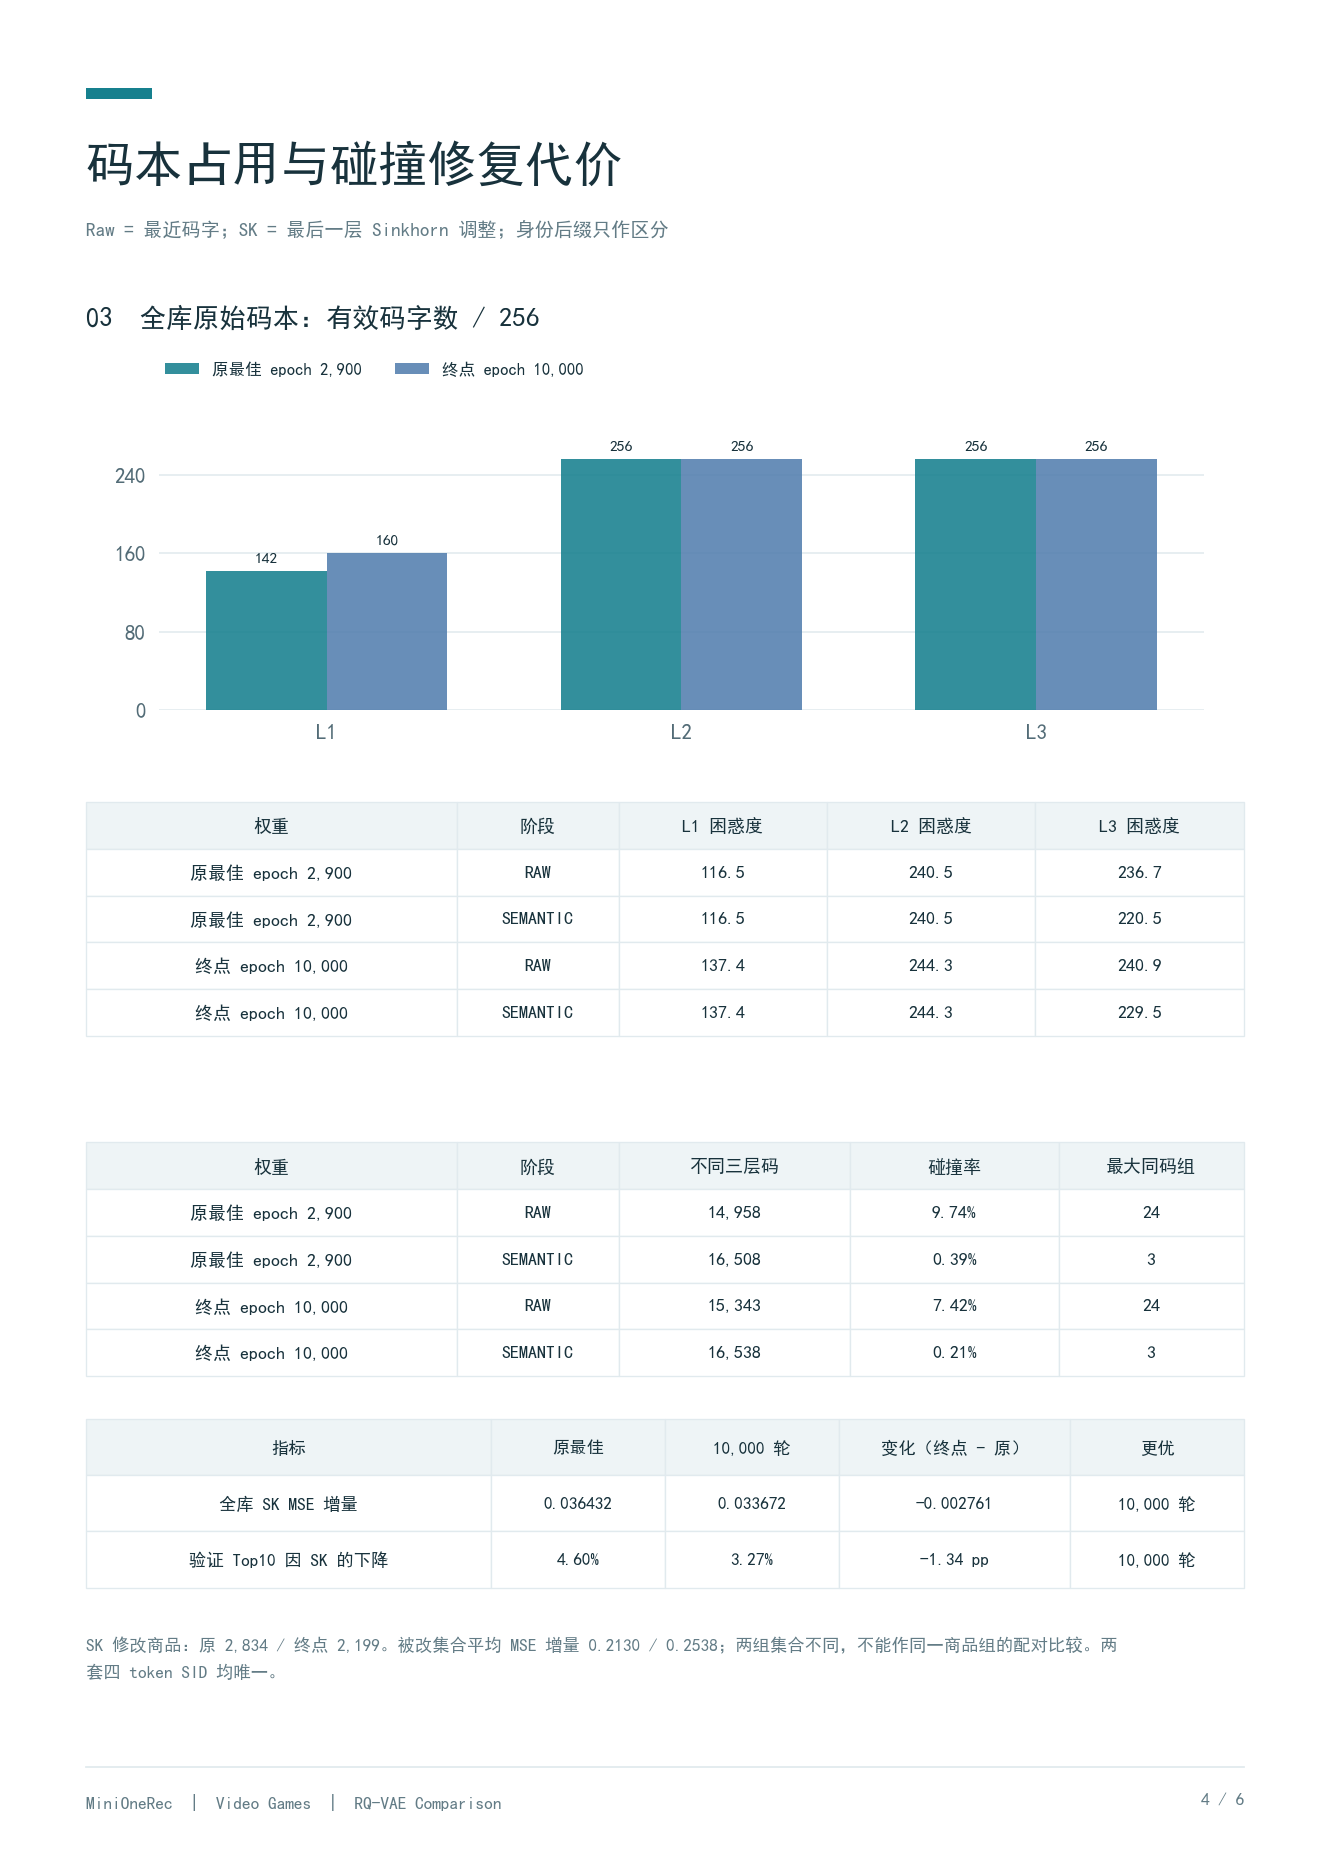 码本占用与碰撞修复代价
Raw = 最近码字；SK = 最后一层 Sinkhorn 调整；身份后缀只作区分
03 全库原始码本：有效码字数 / 256
原最佳 epoch 2,900 终点 epoch 10,000
256 256 256 256
240
160
142 160
80
0
L1 L2 L3
权重 阶段 L1 困惑度 L2 困惑度 L3 困惑度
原最佳 epoch 2,900 RAW 116.5 240.5 236.7
原最佳 epoch 2,900 SEMANTIC 116.5 240.5 220.5
终点 epoch 10,000 RAW 137.4 244.3 240.9
终点 epoch 10,000 SEMANTIC 137.4 244.3 229.5
权重 阶段 不同三层码 碰撞率 最大同码组
原最佳 epoch 2,900 RAW 14,958 9.74% 24
原最佳 epoch 2,900 SEMANTIC 16,508 0.39% 3
终点 epoch 10,000 RAW 15,343 7.42% 24
终点 epoch 10,000 SEMANTIC 16,538 0.21% 3
指标 原最佳 10,000 轮 变化（终点 − 原） 更优
全库 SK MSE 增量 0.036432 0.033672 −0.002761 10,000 轮
验证 Top10 因 SK 的下降 4.60% 3.27% −1.34 pp 10,000 轮
SK 修改商品：原 2,834 / 终点 2,199。被改集合平均 MSE 增量 0.2130 / 0.2538；两组集合不同，不能作同一商品组的配对比较。两
套四 token SID 均唯一。
MiniOneRec | Video Games | RQ-VAE Comparison
4 / 6